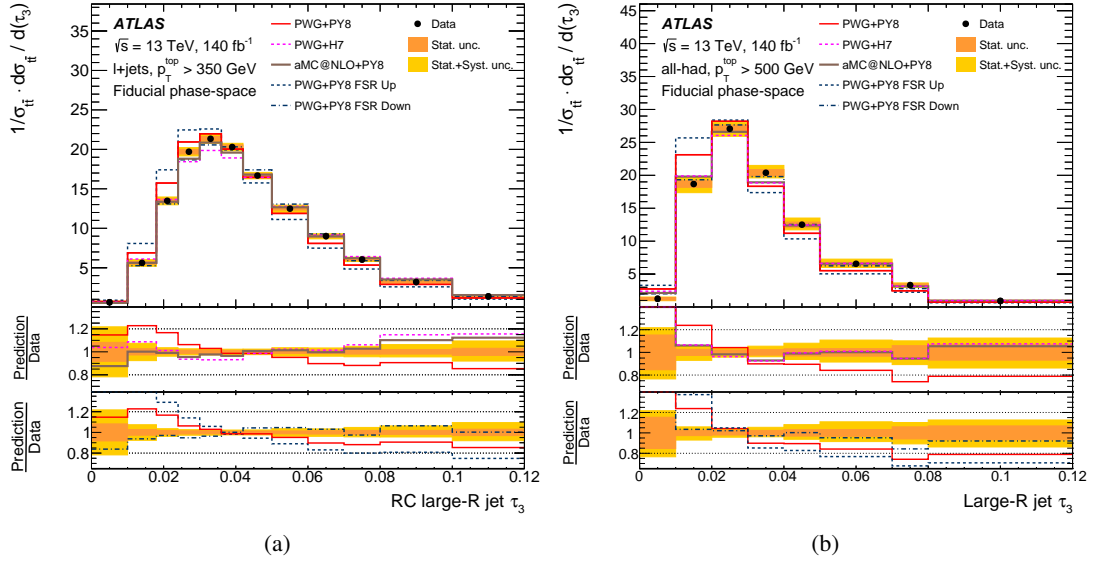 ATLAS
√s = 13 TeV, 140 fb⁻¹
l+jets, p_T^top > 350 GeV
Fiducial phase-space
PWG+PY8
PWG+H7
aMC@NLO+PY8
PWG+PY8 FSR Up
PWG+PY8 FSR Down
Data
Stat. unc.
Stat.+Syst. unc.
1/σ_tt̄ · dσ_tt̄ / d(τ₃)
35
30
25
20
15
10
5
Prediction
Data
1.2
1
0.8
Prediction
Data
1.2
1
0.8
0 0.02 0.04 0.06 0.08 0.1 0.12
RC large-R jet τ₃
(a)
ATLAS
√s = 13 TeV, 140 fb⁻¹
all-had, p_T^top > 500 GeV
Fiducial phase-space
PWG+PY8
PWG+H7
aMC@NLO+PY8
PWG+PY8 FSR Up
PWG+PY8 FSR Down
Data
Stat. unc.
Stat.+Syst. unc.
1/σ_tt̄ · dσ_tt̄ / d(τ₃)
45
40
35
30
25
20
15
10
5
Prediction
Data
1.2
1
0.8
Prediction
Data
1.2
1
0.8
0 0.02 0.04 0.06 0.08 0.1 0.12
Large-R jet τ₃
(b)